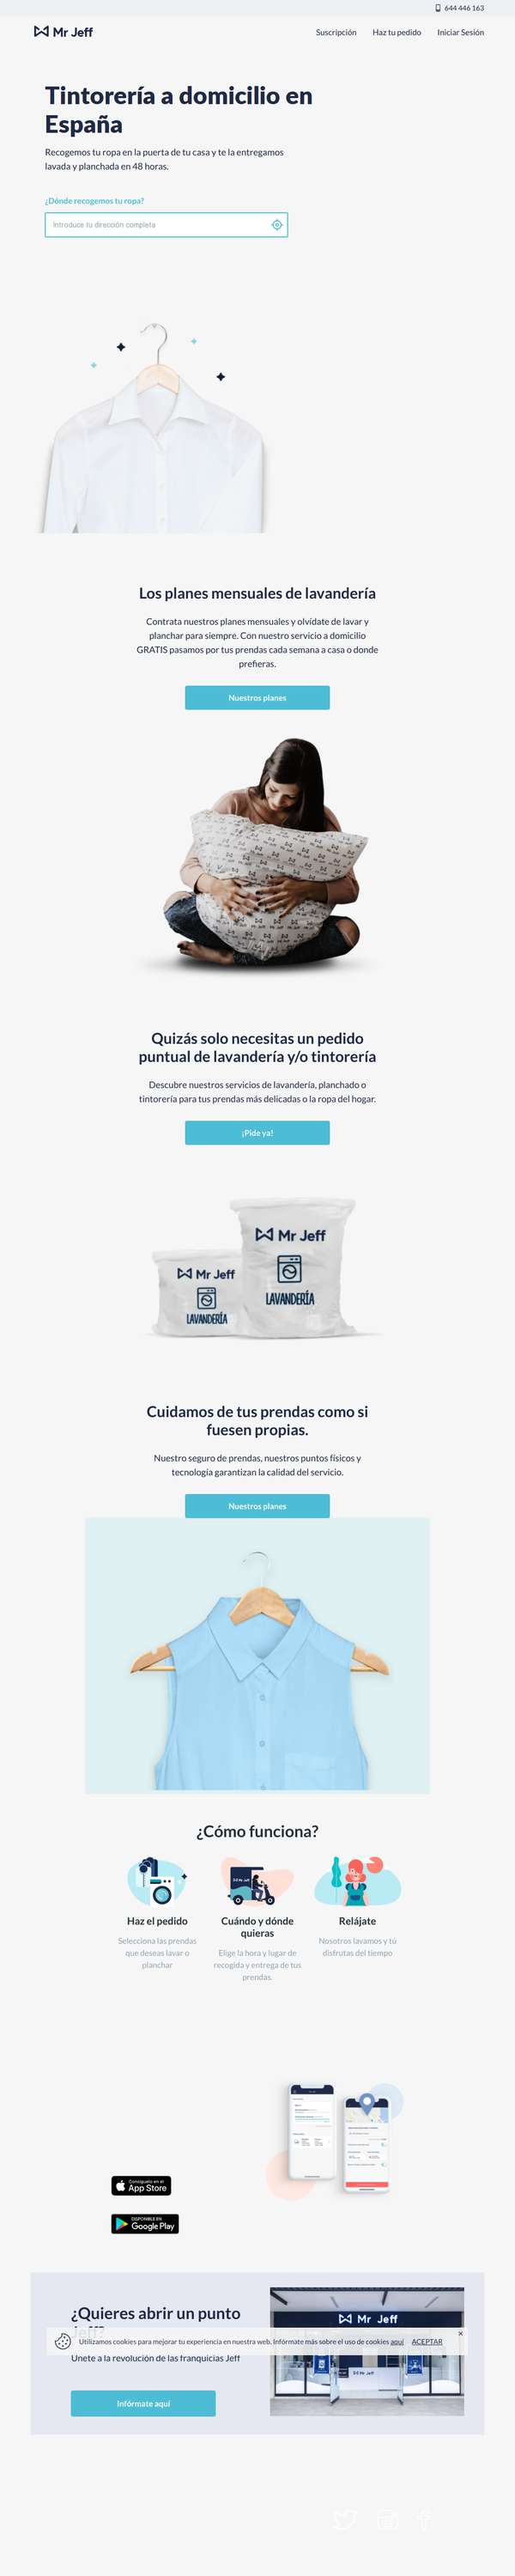 644 446 163
Mr Jeff
Suscripción
Haz tu pedido
Iniciar Sesión
Tintorería a domicilio en
España
Recogemos tu ropa en la puerta de tu casa y te la entregamos
lavada y planchada en 48 horas.
¿Dónde recogemos tu ropa?
Introduce tu dirección completa
Los planes mensuales de lavandería
Contrata nuestros planes mensuales y olvídate de lavar y
planchar para siempre. Con nuestro servicio a domicilio
GRATIS pasamos por tus prendas cada semana a casa o donde
prefieras.
Nuestros planes
Quizás solo necesitas un pedido
puntual de lavandería y/o tintorería
Descubre nuestros servicios de lavandería, planchado o
tintorería para tus prendas más delicadas o la ropa del hogar.
¡Pide ya!
Mr Jeff
LAVANDERÍA
Mr Jeff
LAVANDERÍA
Cuidamos de tus prendas como si
fuesen propias.
Nuestro seguro de prendas, nuestros puntos físicos y
tecnología garantizan la calidad del servicio.
Nuestros planes
¿Cómo funciona?
Haz el pedido
Selecciona las prendas
que deseas lavar o
planchar
Cuándo y dónde
quieras
Elige la hora y lugar de
recogida y entrega de tus
prendas.
Relájate
Nosotros lavamos y tú
disfrutas del tiempo
Consíguelo en el
App Store
DISPONIBLE EN
Google Play
¿Quieres abrir un punto
Jeff?
Mr Jeff
Utilizamos cookies para mejorar tu experiencia en nuestra web. Infórmate más sobre el uso de cookies aquí
ACEPTAR
Únete a la revolución de las franquicias Jeff
Infórmate aquí